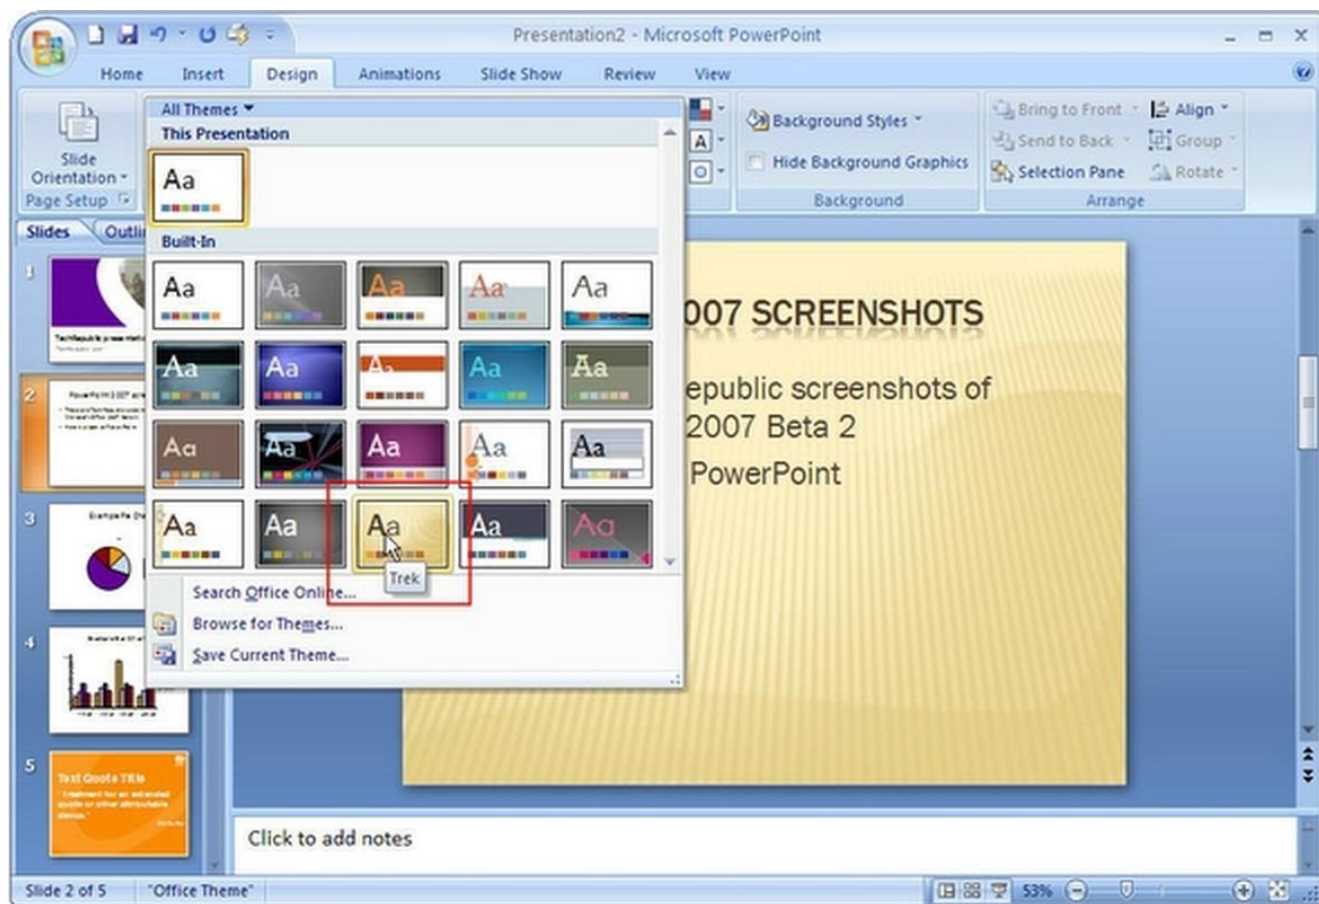 Presentation2 - Microsoft PowerPoint
Home Insert Design Animations Slide Show Review View
All Themes
This Presentation
Aa
Built-In
Aa Aa Aa Aa Aa
Aa Aa Aa Aa Aa
Aa Aa Aa Aa Aa
Aa Aa Aa Aa Aa
Trek
Search Office Online...
Browse for Themes...
Save Current Theme...
Slide
Orientation
Page Setup
Background Styles
Hide Background Graphics
Background
Bring to Front Align
Send to Back Group
Selection Pane Rotate
Arrange
Slides Outli
1
2
3
4
5
Text Quote Title
007 SCREENSHOTS
epublic screenshots of
2007 Beta 2
PowerPoint
Click to add notes
Slide 2 of 5 "Office Theme" 53%